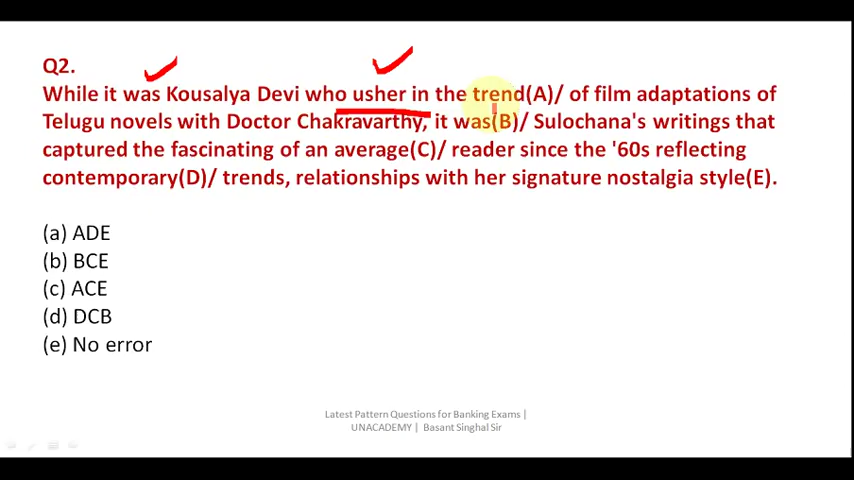 Q2.
While it was Kousalya Devi who usher in the trend(A)/ of film adaptations of
Telugu novels with Doctor Chakravarthy, it was(B)/ Sulochana's writings that
captured the fascinating of an average(C)/ reader since the '60s reflecting
contemporary(D)/ trends, relationships with her signature nostalgia style(E).
(a) ADE
(b) BCE
(c) ACE
(d) DCB
(e) No error
Latest Pattern Questions for Banking Exams |
UNACADEMY | Basant Singhal Sir